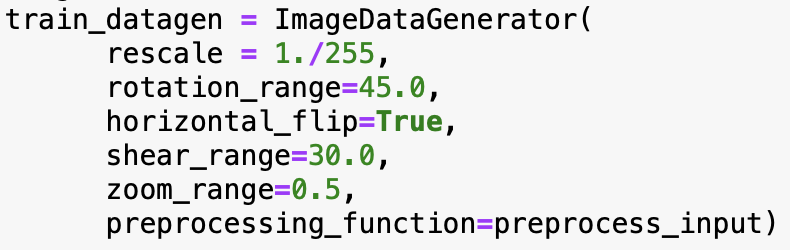 train_datagen = ImageDataGenerator(
rescale = 1./255,
rotation_range=45.0,
horizontal_flip=True,
shear_range=30.0,
zoom_range=0.5,
preprocessing_function=preprocess_input)